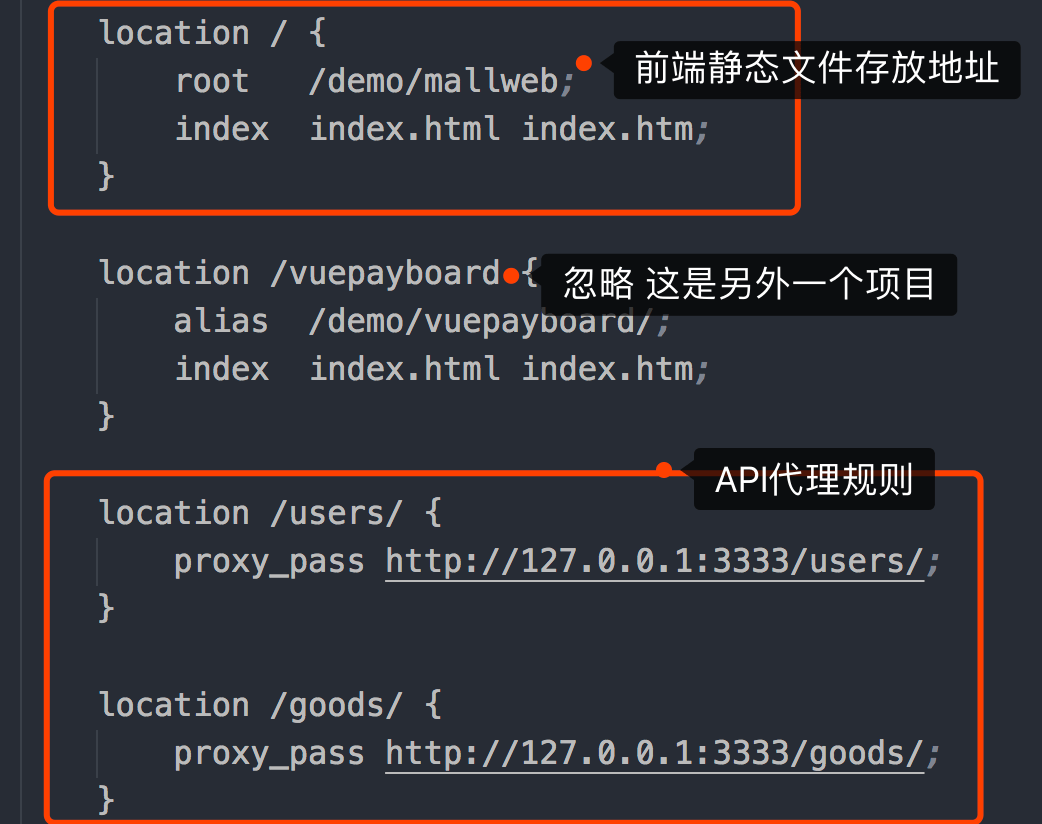 location / {
root /demo/mallweb;
前端静态文件存放地址
index index.html index.htm;
}
location /vuepayboard {
忽略 这是另外一个项目
alias /demo/vuepayboard/;
index index.html index.htm;
}
API代理规则
location /users/ {
proxy_pass http://127.0.0.1:3333/users/;
}
location /goods/ {
proxy_pass http://127.0.0.1:3333/goods/;
}